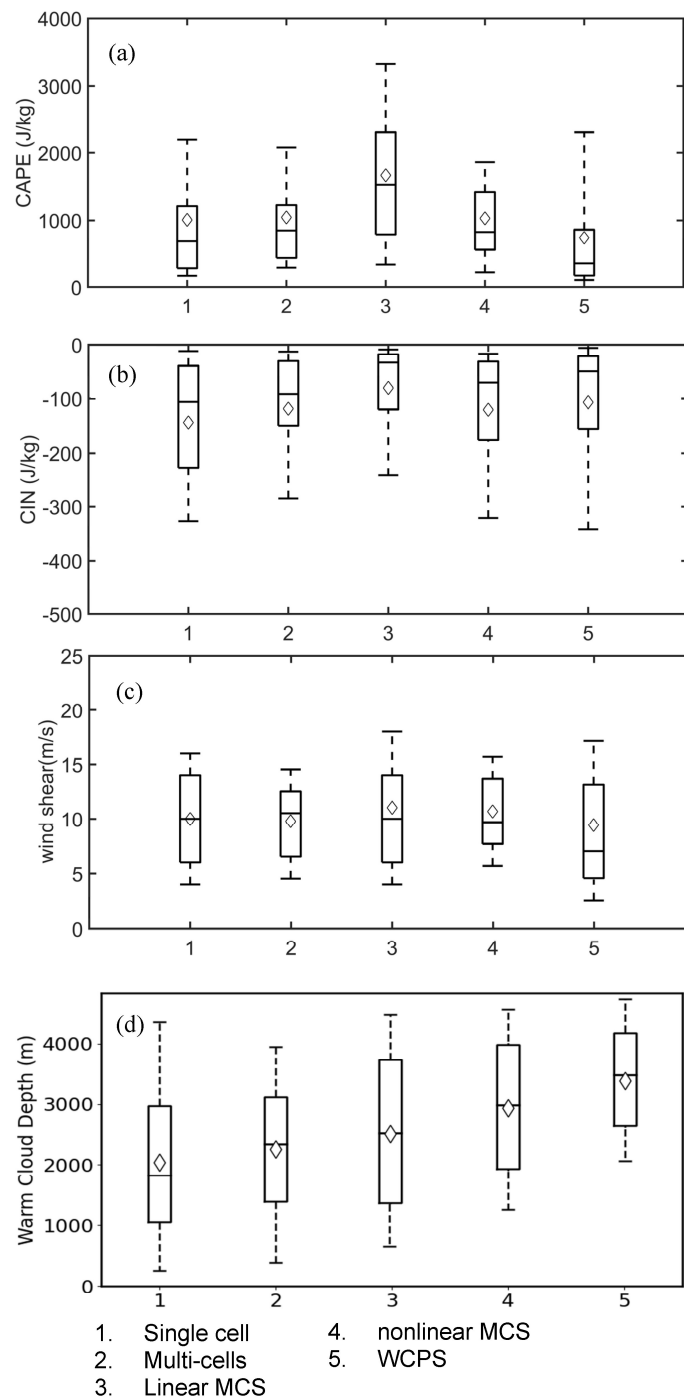 (a)
CAPE (J/kg)
4000
3000
2000
1000
0
1 2 3 4 5
(b)
CIN (J/kg)
0
-100
-200
-300
-400
-500
1 2 3 4 5
(c)
wind shear(m/s)
25
20
15
10
5
0
1 2 3 4 5
(d)
Warm Cloud Depth (m)
4000
3000
2000
1000
0
1 2 3 4 5
1. Single cell
2. Multi-cells
3. Linear MCS
4. nonlinear MCS
5. WCPS